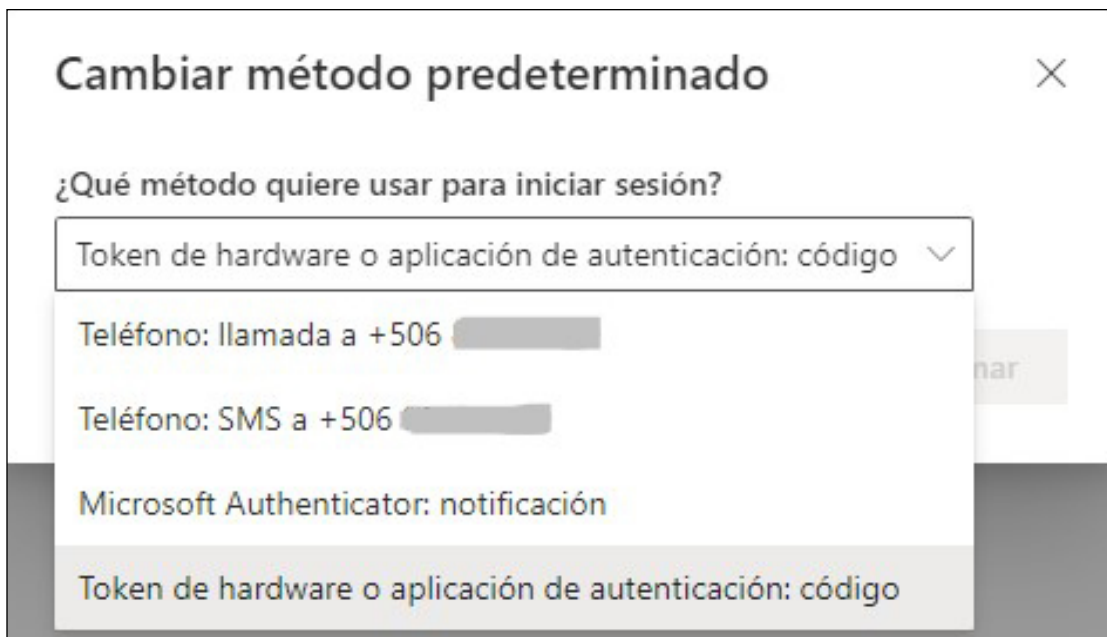 Cambiar método predeterminado
¿Qué método quiere usar para iniciar sesión?
Token de hardware o aplicación de autenticación: código
Teléfono: llamada a +506
Teléfono: SMS a +506
Microsoft Authenticator: notificación
Token de hardware o aplicación de autenticación: código